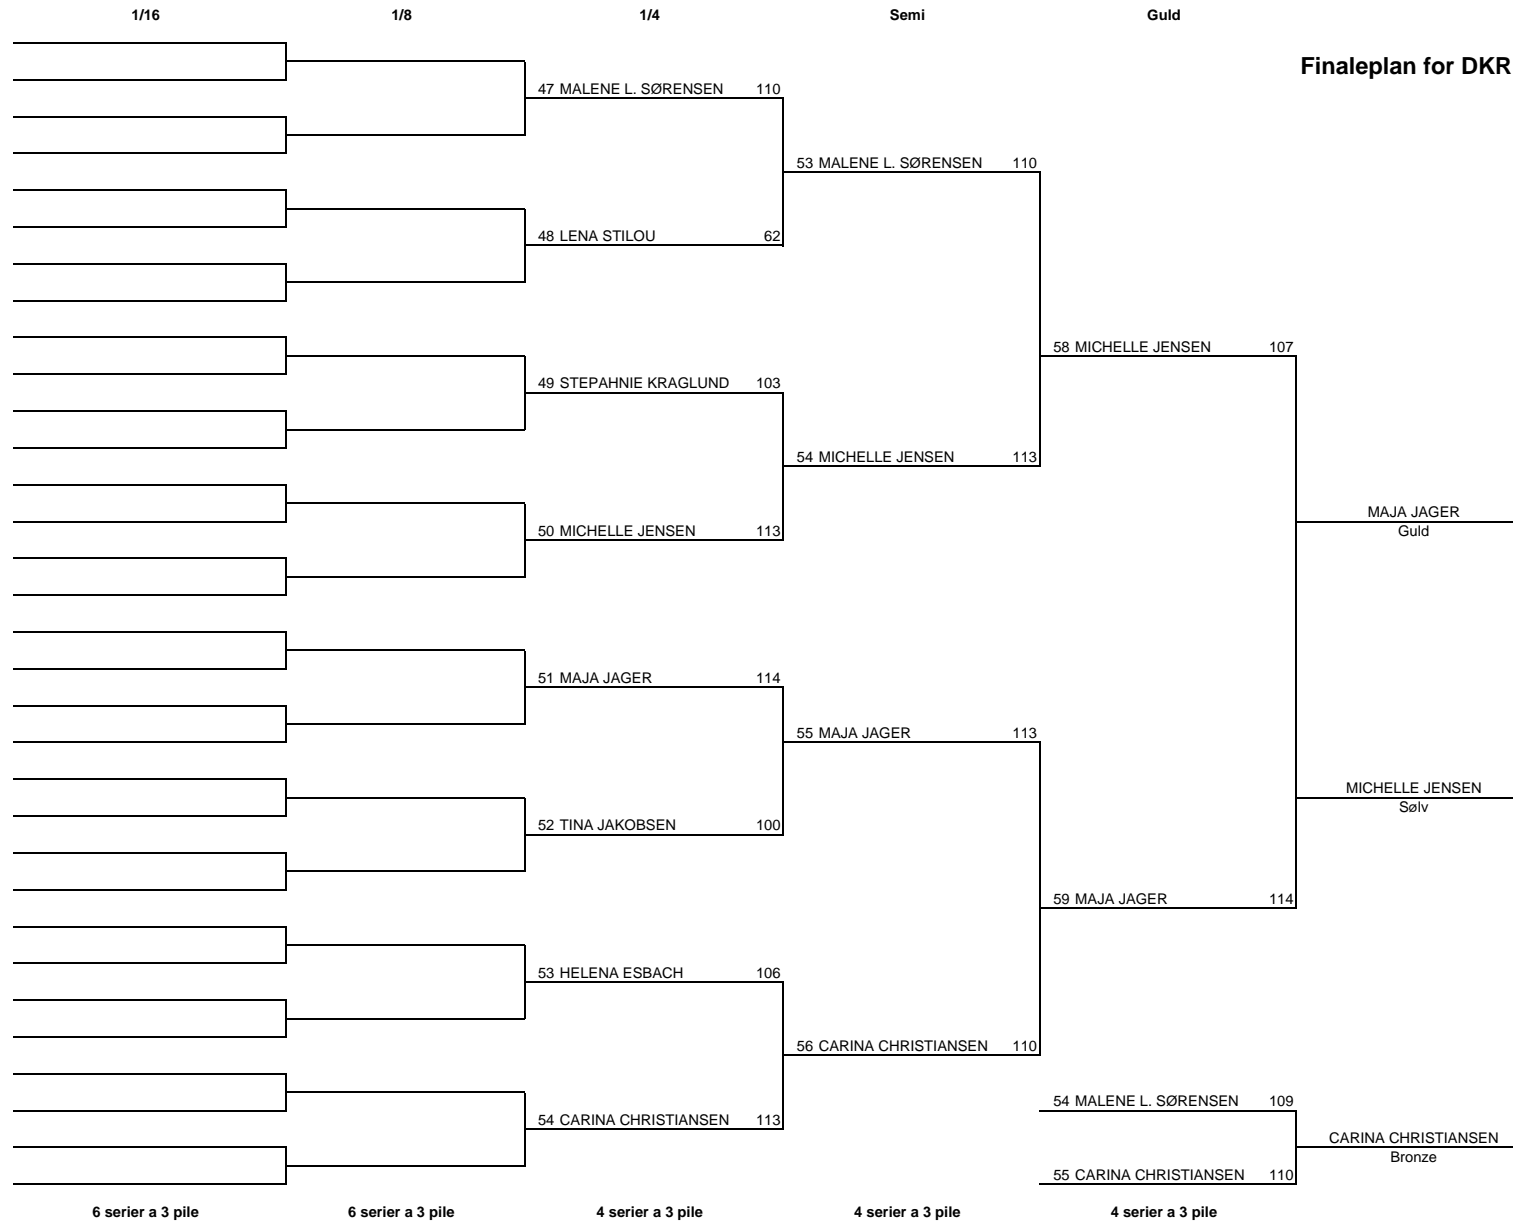 1/16 1/8 1/4 Semi Guld
Finaleplan for DKR
47 MALENE L. SØRENSEN 110
53 MALENE L. SØRENSEN 110
48 LENA STILOU 62
58 MICHELLE JENSEN 107
49 STEPAHNIE KRAGLUND 103
54 MICHELLE JENSEN 113
MAJA JAGER
Guld
50 MICHELLE JENSEN 113
51 MAJA JAGER 114
55 MAJA JAGER 113
MICHELLE JENSEN
Sølv
52 TINA JAKOBSEN 100
59 MAJA JAGER 114
53 HELENA ESBACH 106
56 CARINA CHRISTIANSEN 110
54 MALENE L. SØRENSEN 109
54 CARINA CHRISTIANSEN 113
CARINA CHRISTIANSEN
Bronze
55 CARINA CHRISTIANSEN 110
6 serier a 3 pile 6 serier a 3 pile 4 serier a 3 pile 4 serier a 3 pile 4 serier a 3 pile